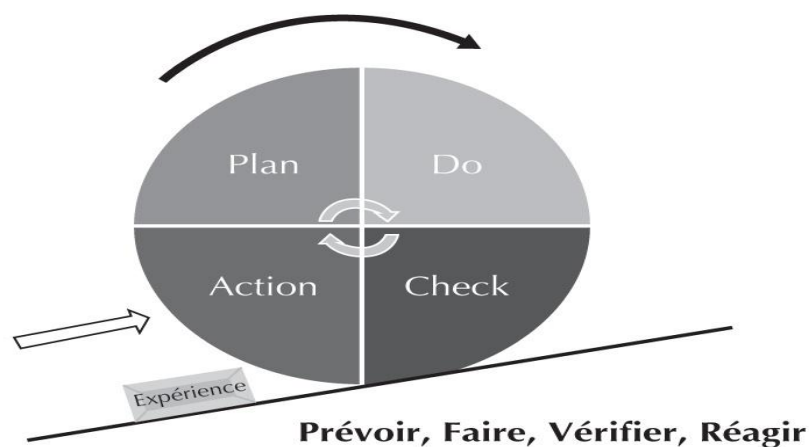 Plan Do
Action Check
Expérience
Prévoir, Faire, Vérifier, Réagir